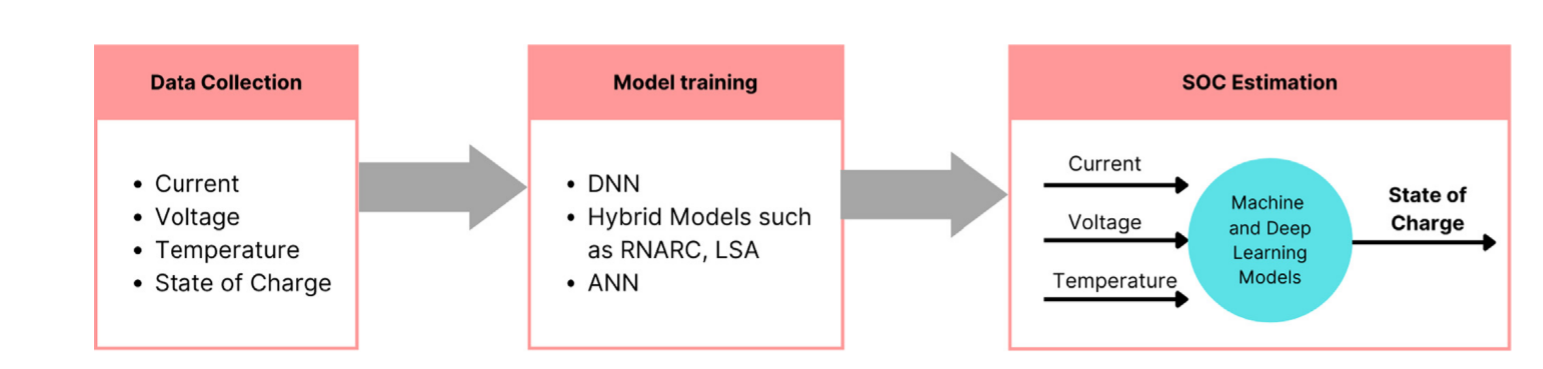 Data Collection
• Current
• Voltage
• Temperature
• State of Charge
Model training
• DNN
• Hybrid Models such
as RNARC, LSA
• ANN
SOC Estimation
Current
Voltage
Temperature
Machine
and Deep
Learning
Models
State of
Charge